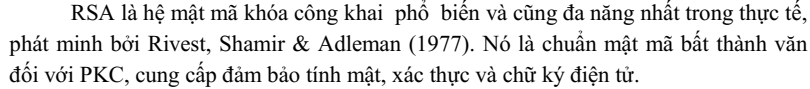 RSA là hệ mật mã khóa công khai phổ biến và cũng đa năng nhất trong thực tế,
phát minh bởi Rivest, Shamir & Adleman (1977). Nó là chuẩn mật mã bất thành văn
đối với PKC, cung cấp đảm bảo tính mật, xác thực và chữ ký điện tử.